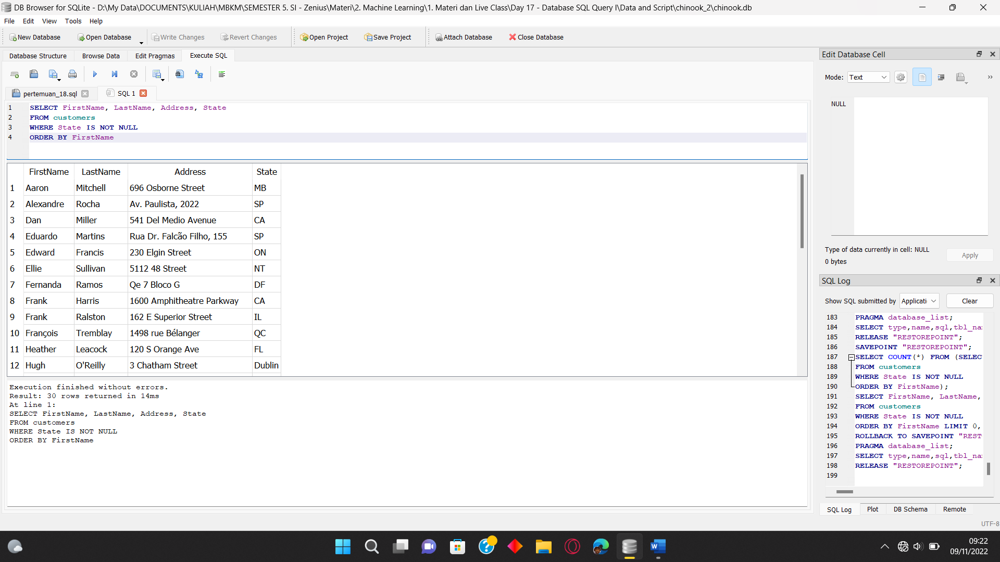 DB Browser for SQLite - D:\My Data\DOCUMENTS\KULIAH\MBKM\SEMESTER 5. SI - Zenius\Materi\2. Machine Learning\1. Materi dan Live Class\Day 17 - Database SQL Query I\Data and Script\chinook_2\chinook.db
File Edit View Tools Help
New Database Open Database Write Changes Revert Changes Open Project Save Project Attach Database Close Database
Database Structure Browse Data Edit Pragmas Execute SQL
pertemuan_18.sql SQL 1
1 SELECT FirstName, LastName, Address, State
2 FROM customers
3 WHERE State IS NOT NULL
4 ORDER BY FirstName
FirstName LastName Address State
1 Aaron Mitchell 696 Osborne Street MB
2 Alexandre Rocha Av. Paulista, 2022 SP
3 Dan Miller 541 Del Medio Avenue CA
4 Eduardo Martins Rua Dr. Falcão Filho, 155 SP
5 Edward Francis 230 Elgin Street ON
6 Ellie Sullivan 5112 48 Street NT
7 Fernanda Ramos Qe 7 Bloco G DF
8 Frank Harris 1600 Amphitheatre Parkway CA
9 Frank Ralston 162 E Superior Street IL
10 François Tremblay 1498 rue Bélanger QC
11 Heather Leacock 120 S Orange Ave FL
12 Hugh O'Reilly 3 Chatham Street Dublin
Execution finished without errors.
Result: 30 rows returned in 14ms
At line 1:
SELECT FirstName, LastName, Address, State
FROM customers
WHERE State IS NOT NULL
ORDER BY FirstName
Edit Database Cell
Mode: Text
NULL
Type of data currently in cell: NULL
0 bytes
Apply
SQL Log
Show SQL submitted by Applicati Clear
183 PRAGMA database_list;
184 SELECT type,name,sql,tbl_na
185 RELEASE "RESTOREPOINT";
186 SAVEPOINT "RESTOREPOINT";
187 SELECT COUNT(*) FROM (SELEC
188 FROM customers
189 WHERE State IS NOT NULL
190 ORDER BY FirstName);
191 SELECT FirstName, LastName,
192 FROM customers
193 WHERE State IS NOT NULL
194 ORDER BY FirstName LIMIT 0,
195 ROLLBACK TO SAVEPOINT "REST
196 PRAGMA database_list;
197 SELECT type,name,sql,tbl_na
198 RELEASE "RESTOREPOINT";
199
SQL Log Plot DB Schema Remote
UTF-8
09:22
09/11/2022